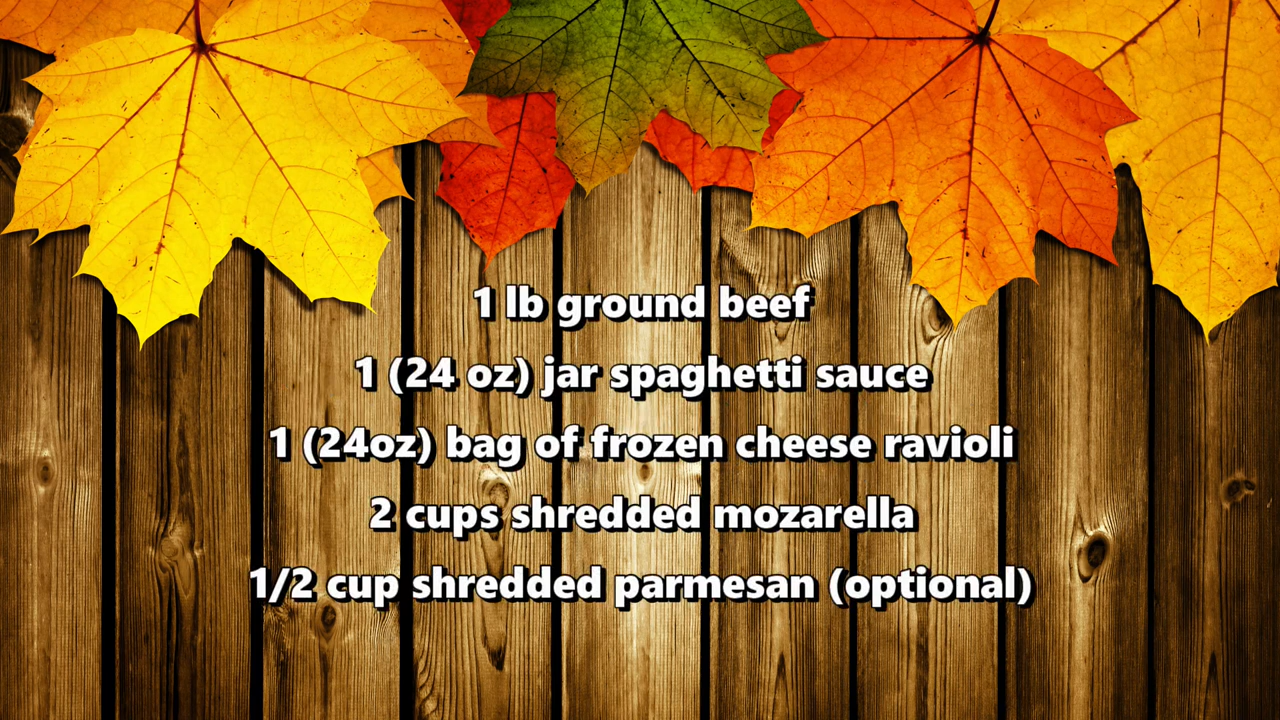 1 lb ground beef
1 (24 oz) jar spaghetti sauce
1 (24oz) bag of frozen cheese ravioli
2 cups shredded mozarella
1/2 cup shredded parmesan (optional)